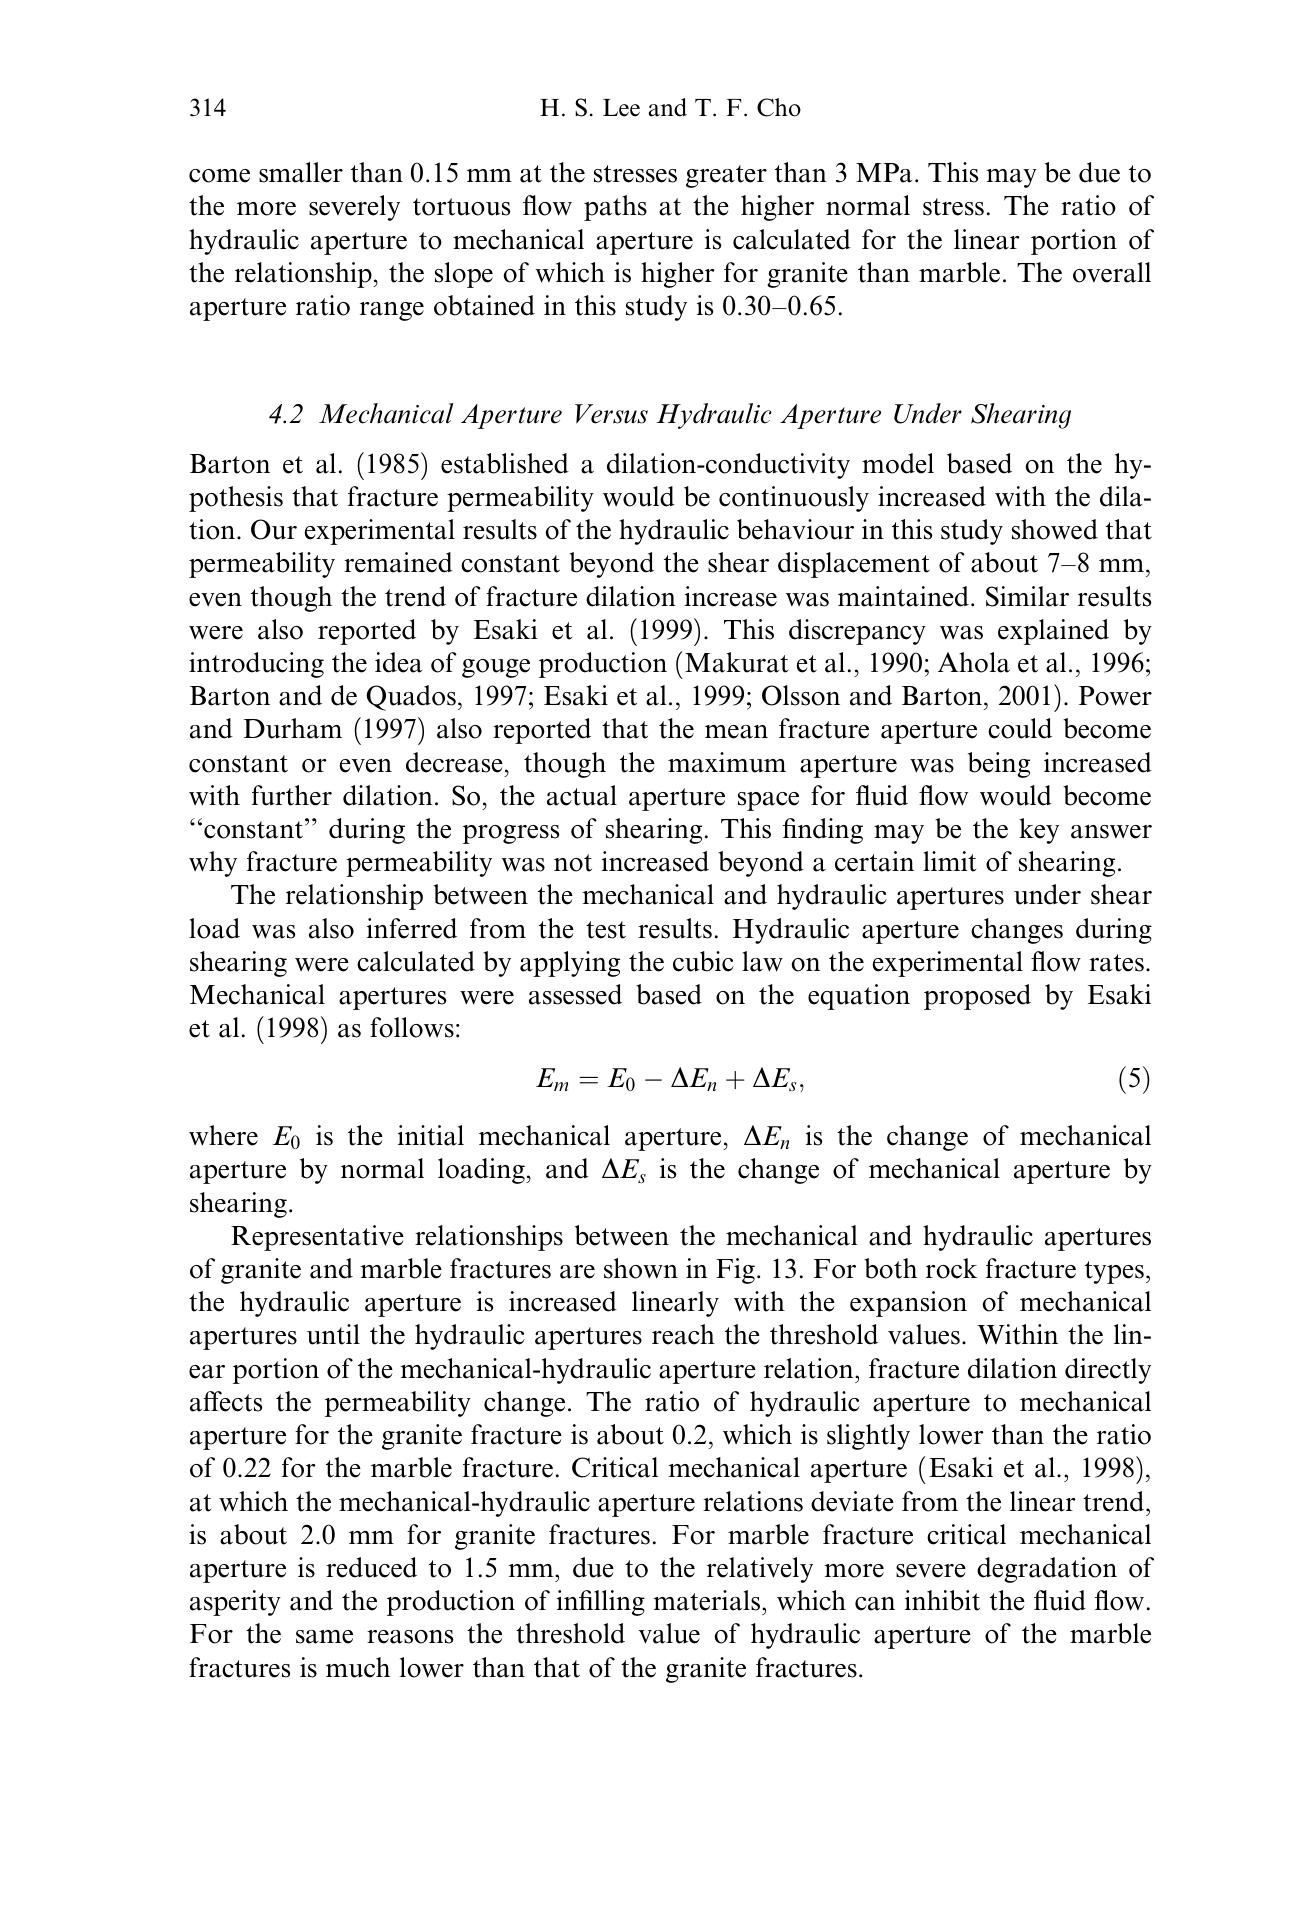 314
H. S. Lee and T. F. Cho
come smaller than 0.15 mm at the stresses greater than 3 MPa. This may be due to
the more severely tortuous flow paths at the higher normal stress. The ratio of
hydraulic aperture to mechanical aperture is calculated for the linear portion of
the relationship, the slope of which is higher for granite than marble. The overall
aperture ratio range obtained in this study is 0.30–0.65.
4.2 Mechanical Aperture Versus Hydraulic Aperture Under Shearing
Barton et al. (1985) established a dilation-conductivity model based on the hy-
pothesis that fracture permeability would be continuously increased with the dila-
tion. Our experimental results of the hydraulic behaviour in this study showed that
permeability remained constant beyond the shear displacement of about 7–8 mm,
even though the trend of fracture dilation increase was maintained. Similar results
were also reported by Esaki et al. (1999). This discrepancy was explained by
introducing the idea of gouge production (Makurat et al., 1990; Ahola et al., 1996;
Barton and de Quados, 1997; Esaki et al., 1999; Olsson and Barton, 2001). Power
and Durham (1997) also reported that the mean fracture aperture could become
constant or even decrease, though the maximum aperture was being increased
with further dilation. So, the actual aperture space for fluid flow would become
‘‘constant’’ during the progress of shearing. This finding may be the key answer
why fracture permeability was not increased beyond a certain limit of shearing.
The relationship between the mechanical and hydraulic apertures under shear
load was also inferred from the test results. Hydraulic aperture changes during
shearing were calculated by applying the cubic law on the experimental flow rates.
Mechanical apertures were assessed based on the equation proposed by Esaki
et al. (1998) as follows:
Em = E0 − ΔEn + ΔEs, (5)
where E0 is the initial mechanical aperture, ΔEn is the change of mechanical
aperture by normal loading, and ΔEs is the change of mechanical aperture by
shearing.
Representative relationships between the mechanical and hydraulic apertures
of granite and marble fractures are shown in Fig. 13. For both rock fracture types,
the hydraulic aperture is increased linearly with the expansion of mechanical
apertures until the hydraulic apertures reach the threshold values. Within the lin-
ear portion of the mechanical-hydraulic aperture relation, fracture dilation directly
affects the permeability change. The ratio of hydraulic aperture to mechanical
aperture for the granite fracture is about 0.2, which is slightly lower than the ratio
of 0.22 for the marble fracture. Critical mechanical aperture (Esaki et al., 1998),
at which the mechanical-hydraulic aperture relations deviate from the linear trend,
is about 2.0 mm for granite fractures. For marble fracture critical mechanical
aperture is reduced to 1.5 mm, due to the relatively more severe degradation of
asperity and the production of infilling materials, which can inhibit the fluid flow.
For the same reasons the threshold value of hydraulic aperture of the marble
fractures is much lower than that of the granite fractures.